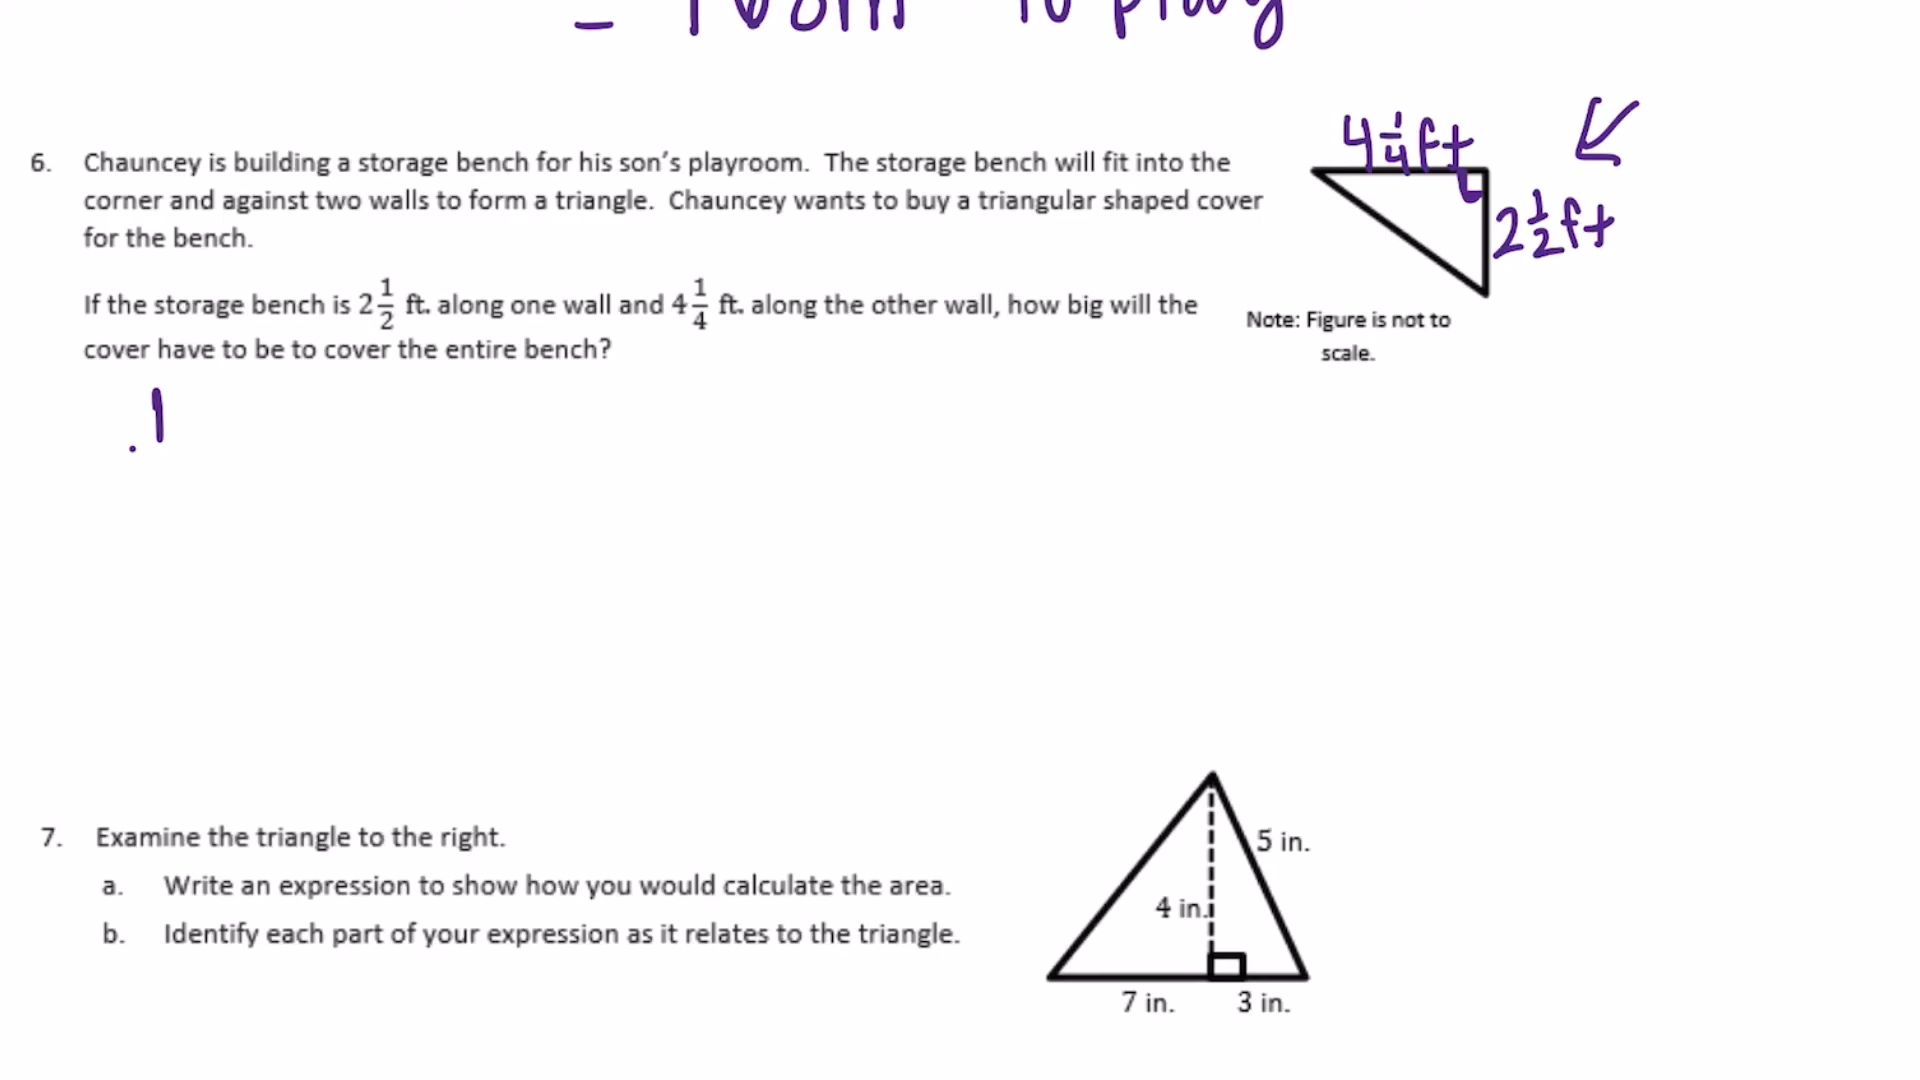 = room to play
6. Chauncey is building a storage bench for his son's playroom. The storage bench will fit into the
corner and against two walls to form a triangle. Chauncey wants to buy a triangular shaped cover
for the bench.
4 1/4 ft
2 1/2 ft
If the storage bench is 2 1/2 ft. along one wall and 4 1/4 ft. along the other wall, how big will the
cover have to be to cover the entire bench?
Note: Figure is not to
scale.
7. Examine the triangle to the right.
a. Write an expression to show how you would calculate the area.
b. Identify each part of your expression as it relates to the triangle.
5 in.
4 in.
7 in.
3 in.